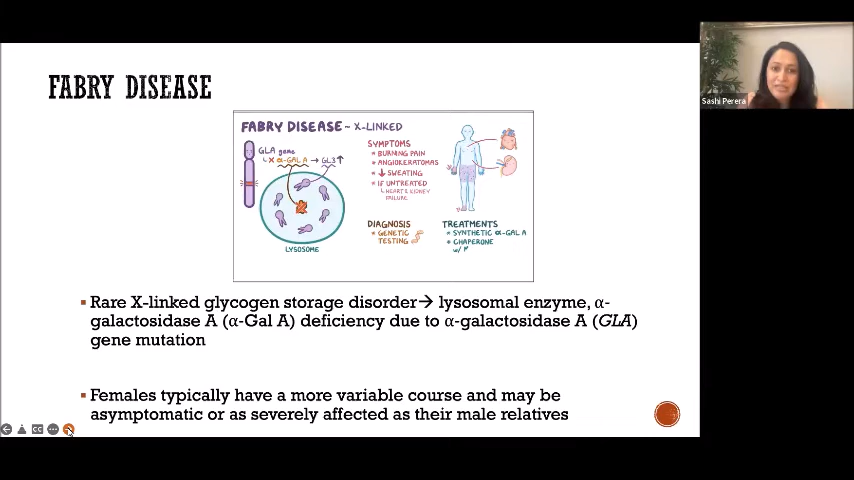 FABRY DISEASE
FABRY DISEASE ~ X-LINKED
GLA gene
X α-GAL A → GL3↑
LYSOSOME
SYMPTOMS
* BURNING PAIN
* ANGIOKERATOMAS
* ↓ SWEATING
* IF UNTREATED
HEART & KIDNEY
FAILURE
DIAGNOSIS
* GENETIC
TESTING
TREATMENTS
* SYNTHETIC α-GAL A
* CHAPERONE
▪ Rare X-linked glycogen storage disorder→ lysosomal enzyme, α-
galactosidase A (α-Gal A) deficiency due to α-galactosidase A (GLA)
gene mutation
▪ Females typically have a more variable course and may be
asymptomatic or as severely affected as their male relatives
CC
Sashi Perera